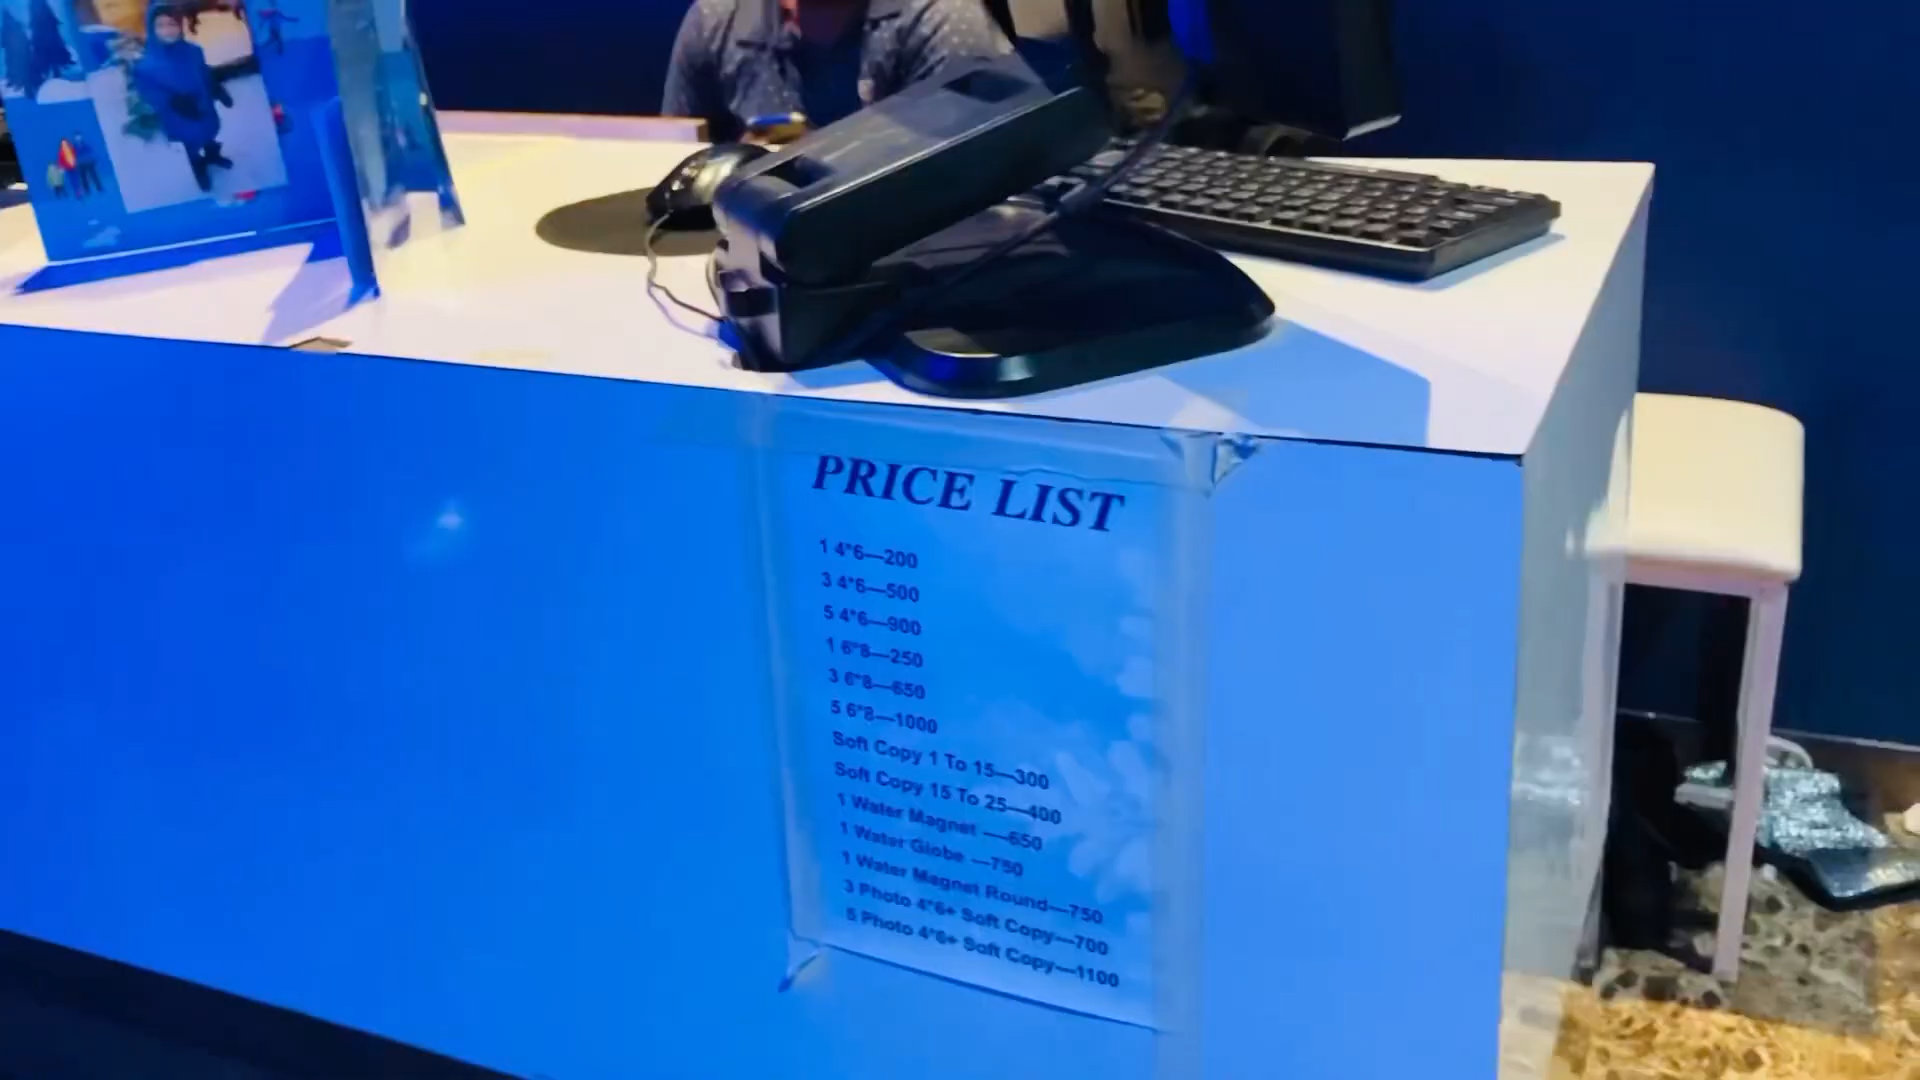 PRICE LIST
1 4*6—200
3 4*6—500
5 4*6—900
1 6*8—250
3 6*8—650
5 6*8—1000
Soft Copy 1 To 15—300
Soft Copy 15 To 25—400
1 Water Magnet —650
1 Water Globe —750
1 Water Magnet Round—750
3 Photo 4*6+ Soft Copy—700
5 Photo 4*6+ Soft Copy—1100